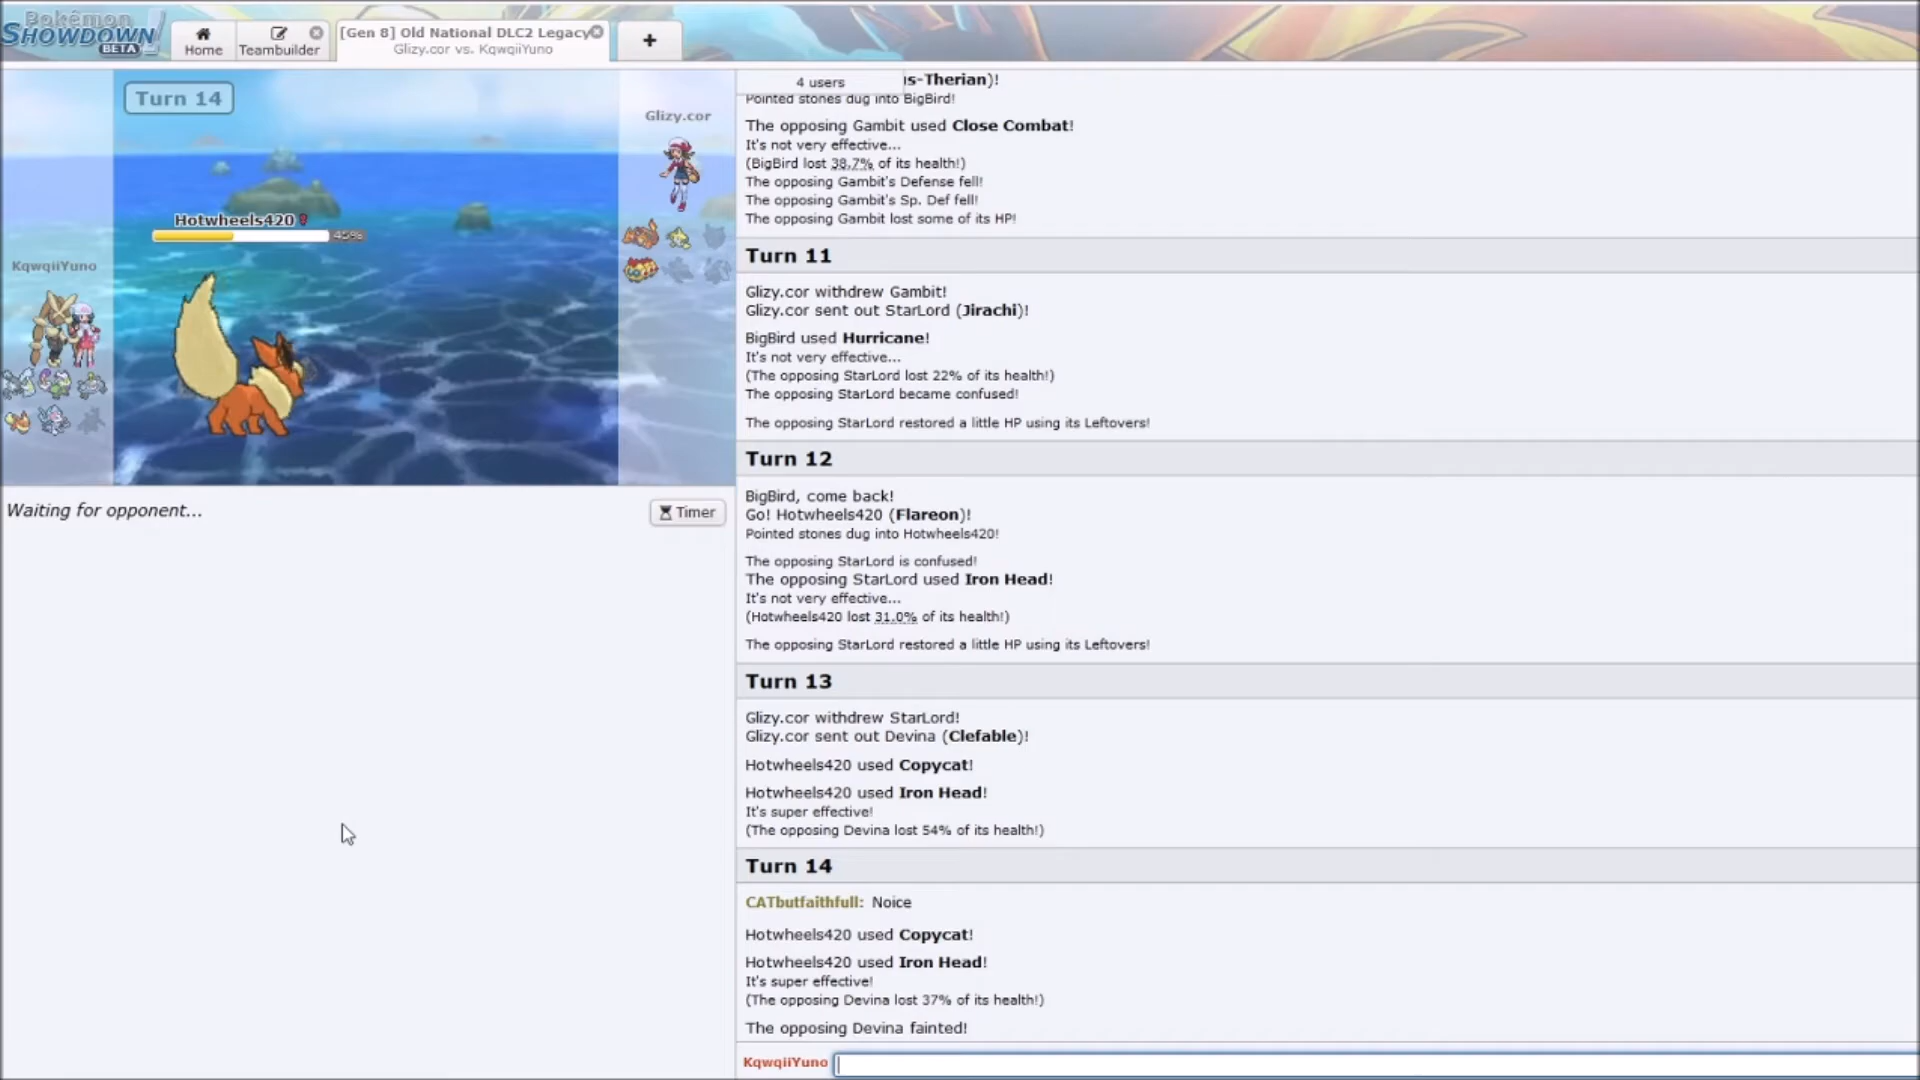 Pokémon
SHOWDOWN
BETA
Home
Teambuilder
[Gen 8] Old National DLC2 Legacy
Glizy.cor vs. KqwqiiYuno
+
Turn 14
Glizy.cor
Hotwheels420
45%
KqwqiiYuno
Waiting for opponent...
Timer
4 users
s-Therian)!
Pointed stones dug into BigBird!
The opposing Gambit used Close Combat!
It's not very effective...
(BigBird lost 38.7% of its health!)
The opposing Gambit's Defense fell!
The opposing Gambit's Sp. Def fell!
The opposing Gambit lost some of its HP!
Turn 11
Glizy.cor withdrew Gambit!
Glizy.cor sent out StarLord (Jirachi)!
BigBird used Hurricane!
It's not very effective...
(The opposing StarLord lost 22% of its health!)
The opposing StarLord became confused!
The opposing StarLord restored a little HP using its Leftovers!
Turn 12
BigBird, come back!
Go! Hotwheels420 (Flareon)!
Pointed stones dug into Hotwheels420!
The opposing StarLord is confused!
The opposing StarLord used Iron Head!
It's not very effective...
(Hotwheels420 lost 31.0% of its health!)
The opposing StarLord restored a little HP using its Leftovers!
Turn 13
Glizy.cor withdrew StarLord!
Glizy.cor sent out Devina (Clefable)!
Hotwheels420 used Copycat!
Hotwheels420 used Iron Head!
It's super effective!
(The opposing Devina lost 54% of its health!)
Turn 14
CATbutfaithfull: Noice
Hotwheels420 used Copycat!
Hotwheels420 used Iron Head!
It's super effective!
(The opposing Devina lost 37% of its health!)
The opposing Devina fainted!
KqwqiiYuno